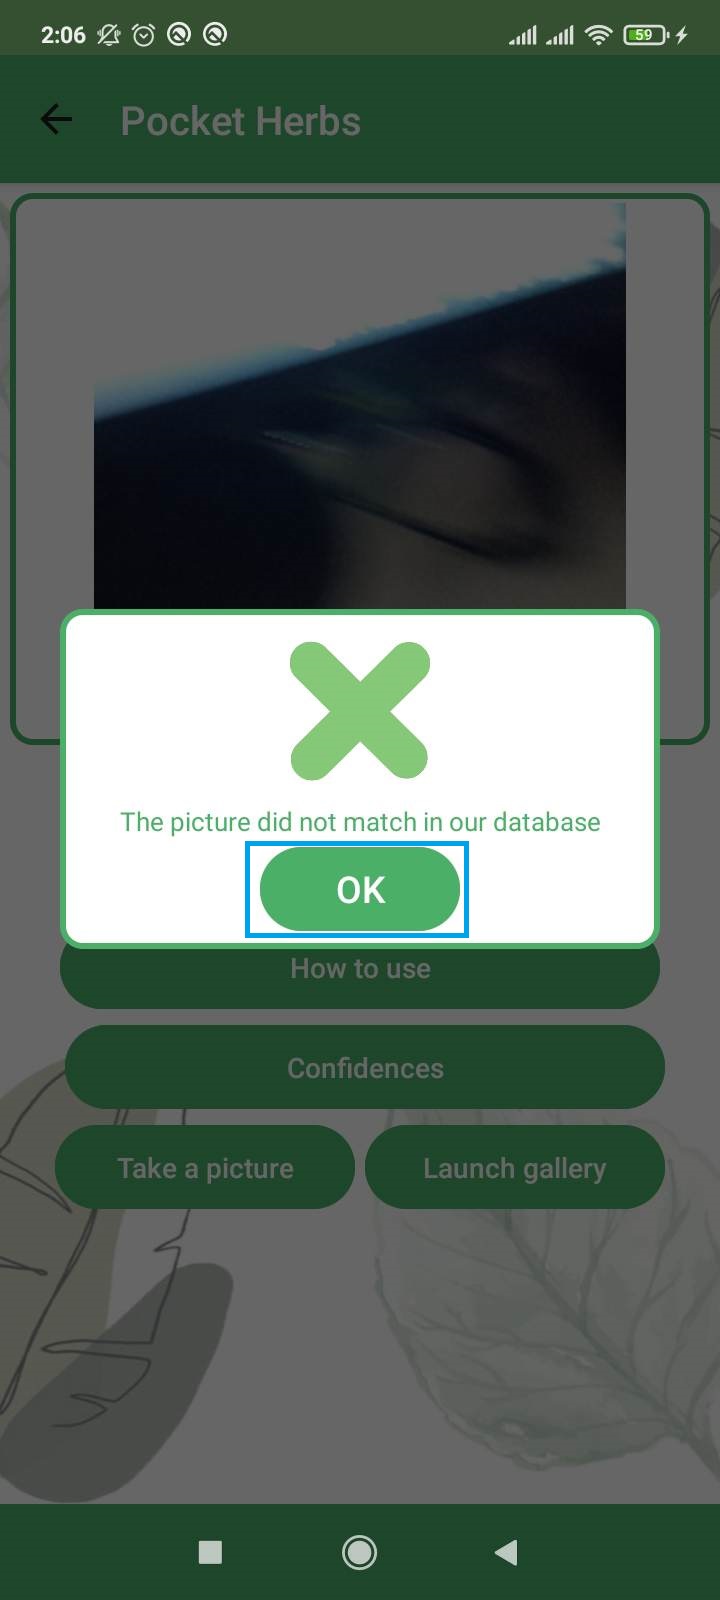 2:06
59
Pocket Herbs
The picture did not match in our database
OK
How to use
Confidences
Take a picture
Launch gallery